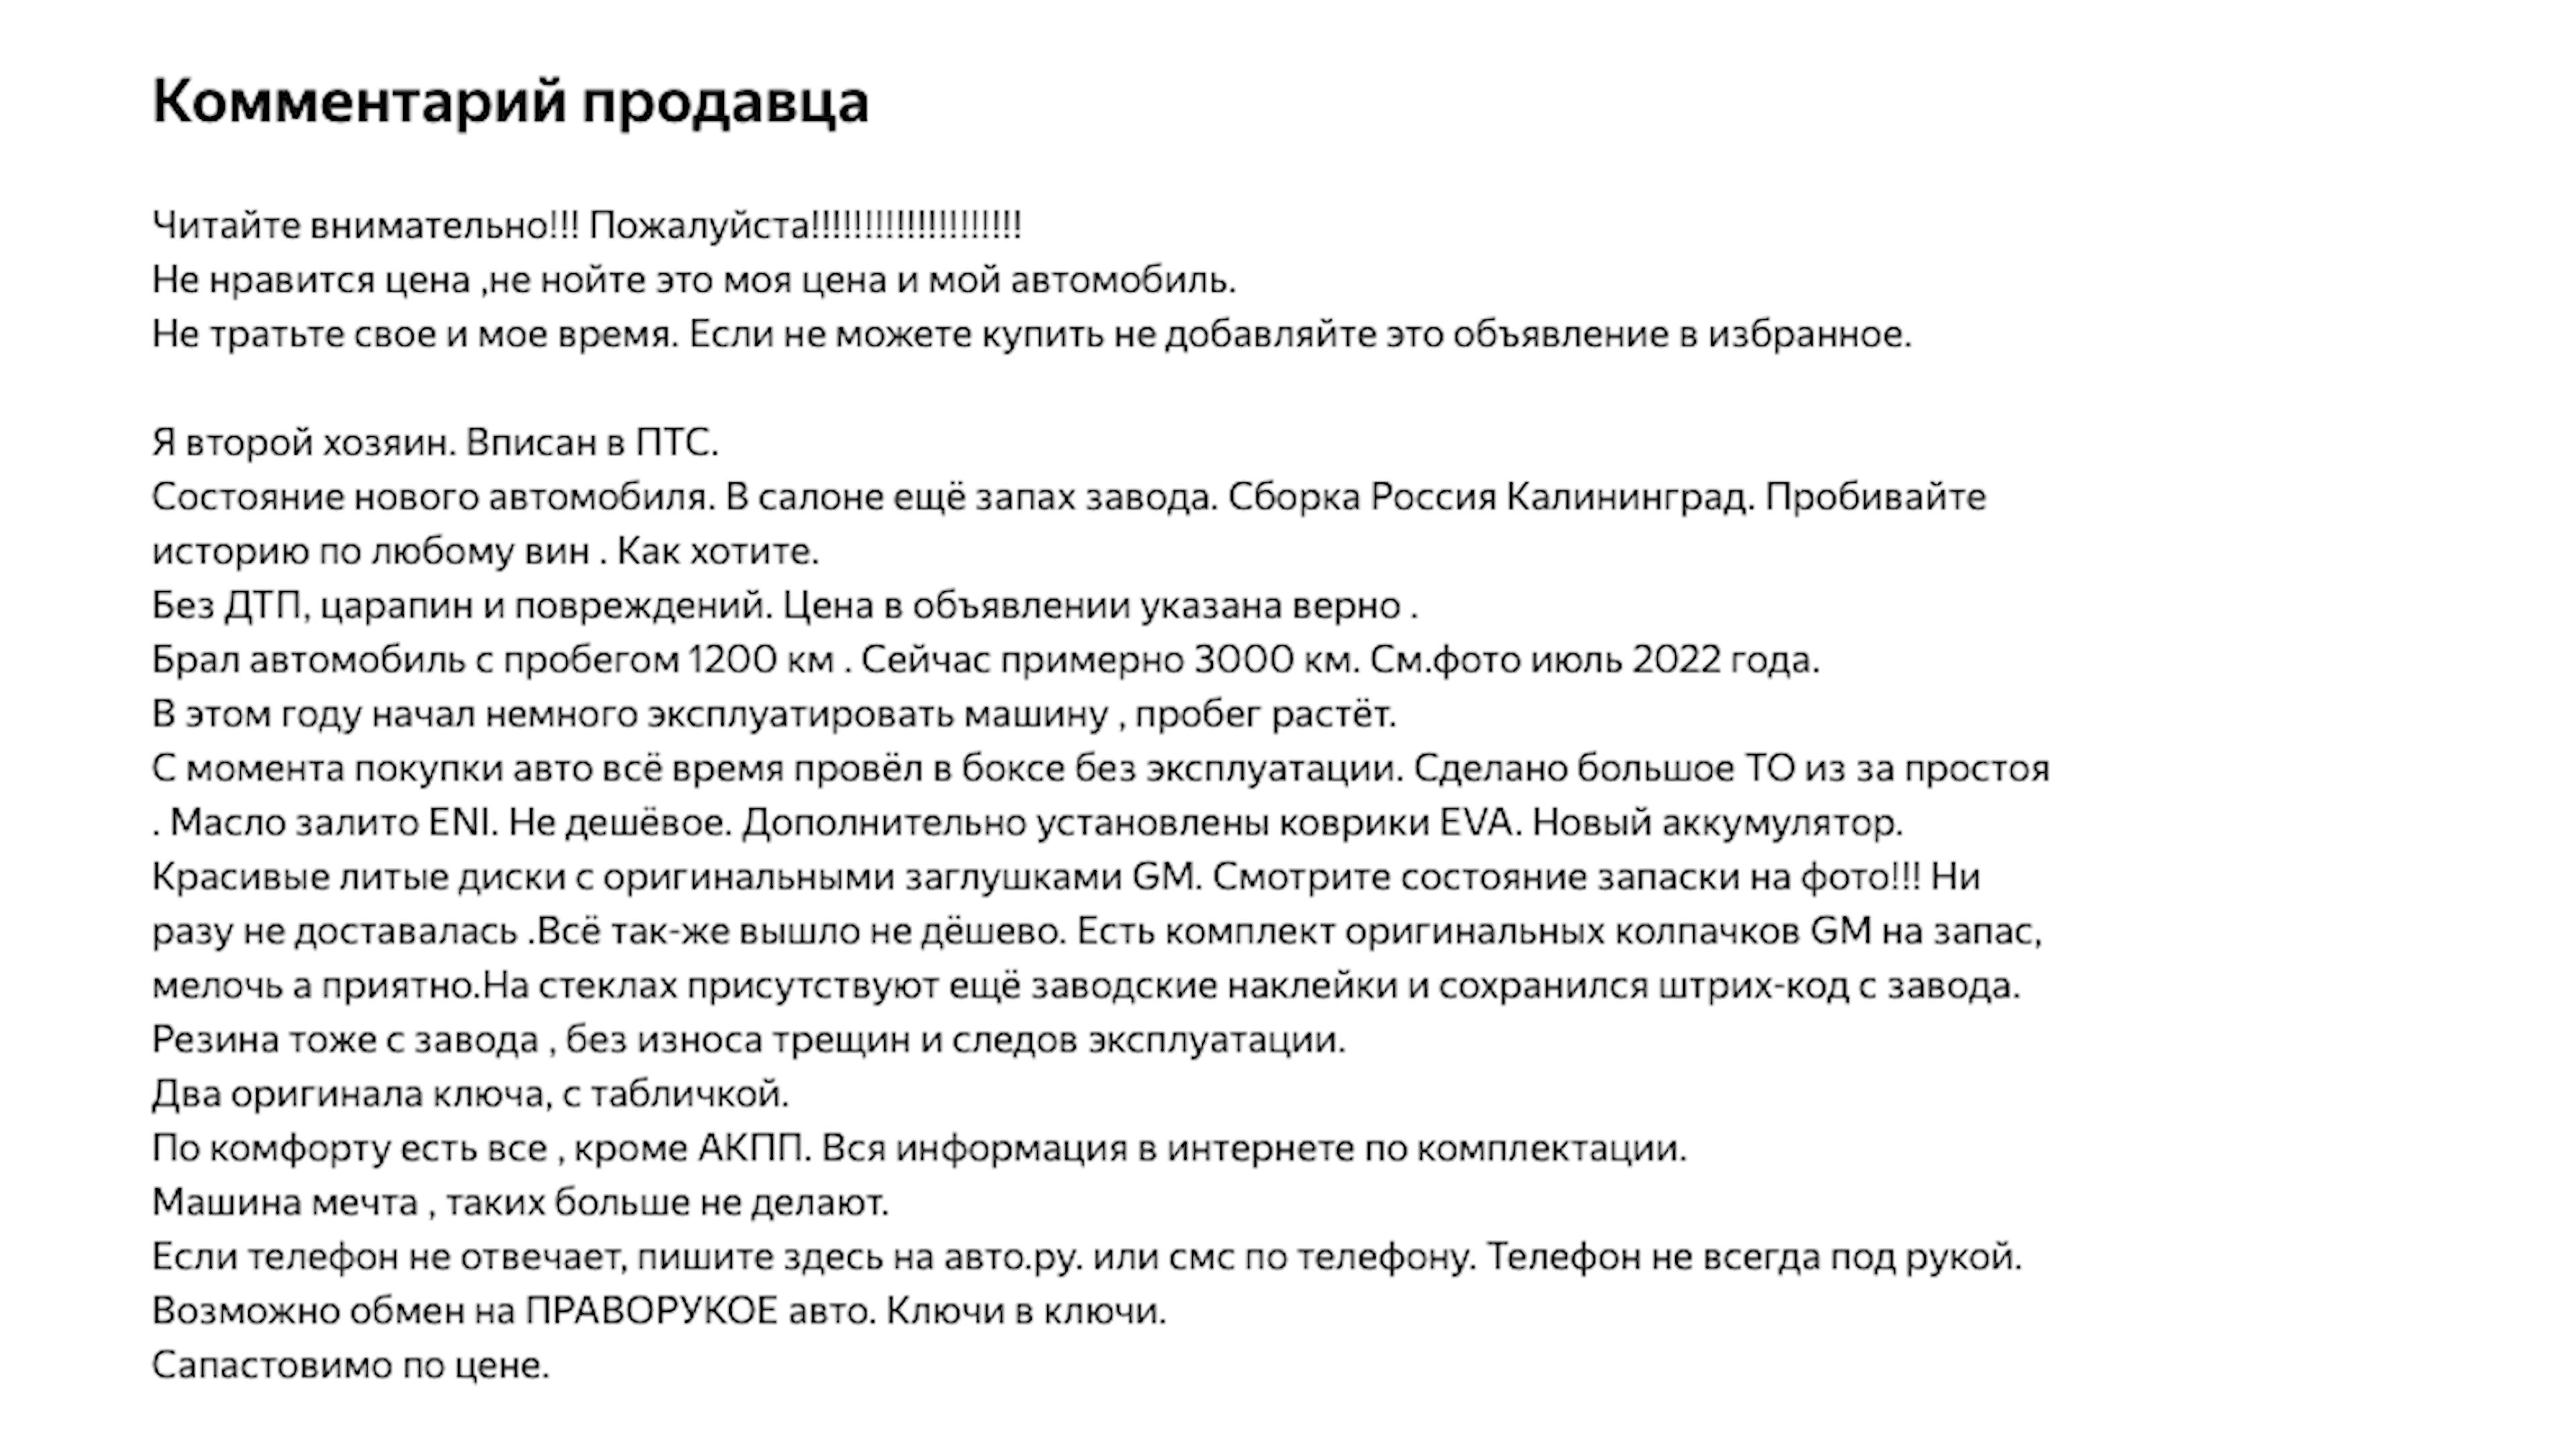 Комментарий продавца
Читайте внимательно!!! Пожалуйста!!!!!!!!!!!!!!!!!!!!
Не нравится цена ,не нойте это моя цена и мой автомобиль.
Не тратьте свое и мое время. Если не можете купить не добавляйте это объявление в избранное.
Я второй хозяин. Вписан в ПТС.
Состояние нового автомобиля. В салоне ещё запах завода. Сборка Россия Калининград. Пробивайте
историю по любому вин . Как хотите.
Без ДТП, царапин и повреждений. Цена в объявлении указана верно .
Брал автомобиль с пробегом 1200 км . Сейчас примерно 3000 км. См.фото июль 2022 года.
В этом году начал немного эксплуатировать машину , пробег растёт.
С момента покупки авто всё время провёл в боксе без эксплуатации. Сделано большое ТО из за простоя
. Масло залито ENI. Не дешёвое. Дополнительно установлены коврики EVA. Новый аккумулятор.
Красивые литые диски с оригинальными заглушками GM. Смотрите состояние запаски на фото!!! Ни
разу не доставалась .Всё так-же вышло не дёшево. Есть комплект оригинальных колпачков GM на запас,
мелочь а приятно.На стеклах присутствуют ещё заводские наклейки и сохранился штрих-код с завода.
Резина тоже с завода , без износа трещин и следов эксплуатации.
Два оригинала ключа, с табличкой.
По комфорту есть все , кроме АКПП. Вся информация в интернете по комплектации.
Машина мечта , таких больше не делают.
Если телефон не отвечает, пишите здесь на авто.ру. или смс по телефону. Телефон не всегда под рукой.
Возможно обмен на ПРАВОРУКОЕ авто. Ключи в ключи.
Сапастовимо по цене.